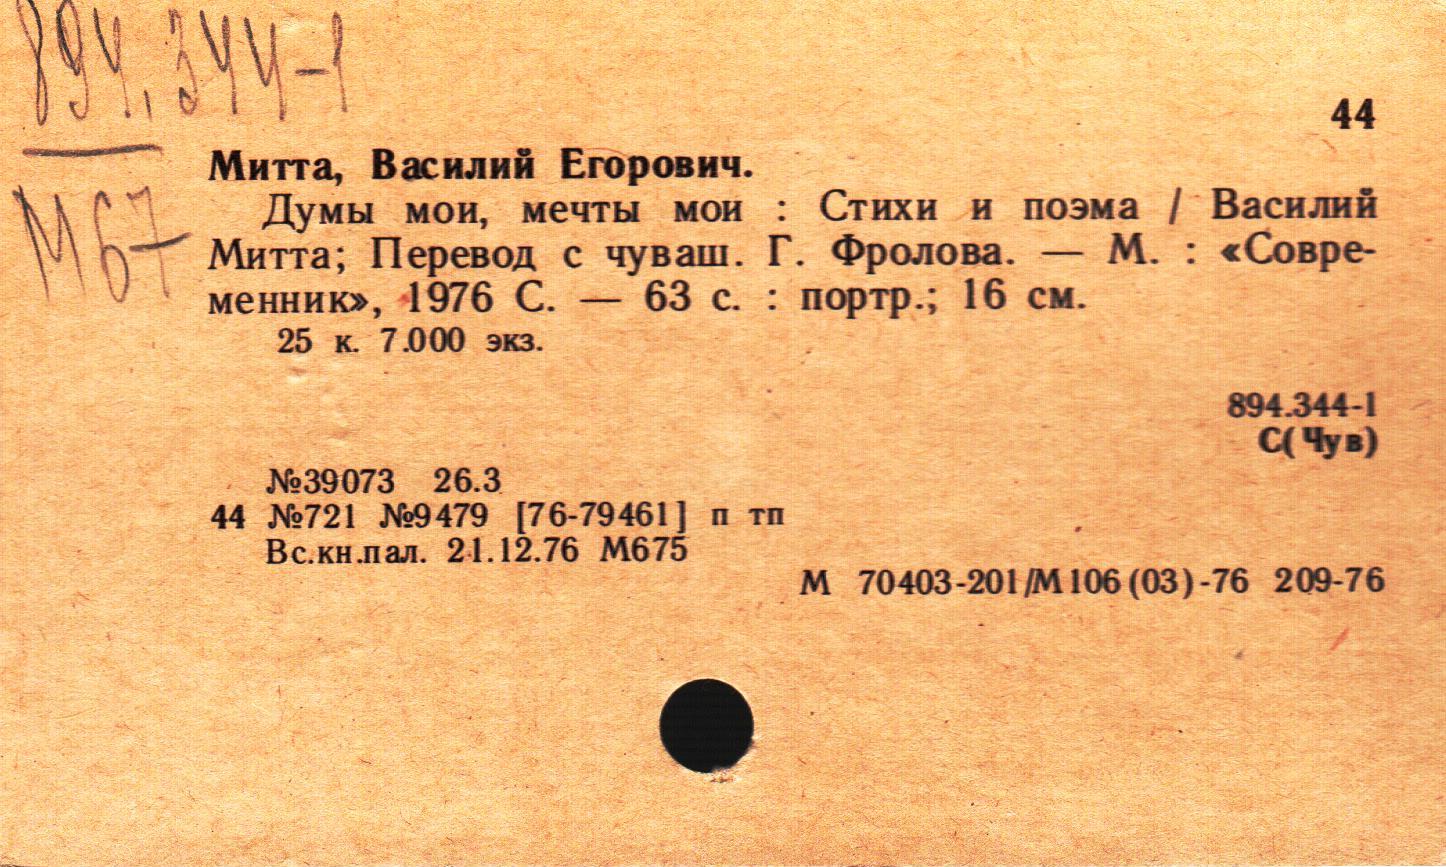 894.344-1
44
М67
Митта, Василий Егорович.
Думы мои, мечты мои : Стихи и поэма / Василий
Митта; Перевод с чуваш. Г. Фролова. — М. : «Совре-
менник», 1976 С. — 63 с. : портр.; 16 см.
25 к. 7.000 экз.
894.344-1
С(Чув)
№39073 26.3
44 №721 №9479 [76-79461] п тп
Вс.кн.пал. 21.12.76 М675
М 70403-201/М106(03)-76 209-76